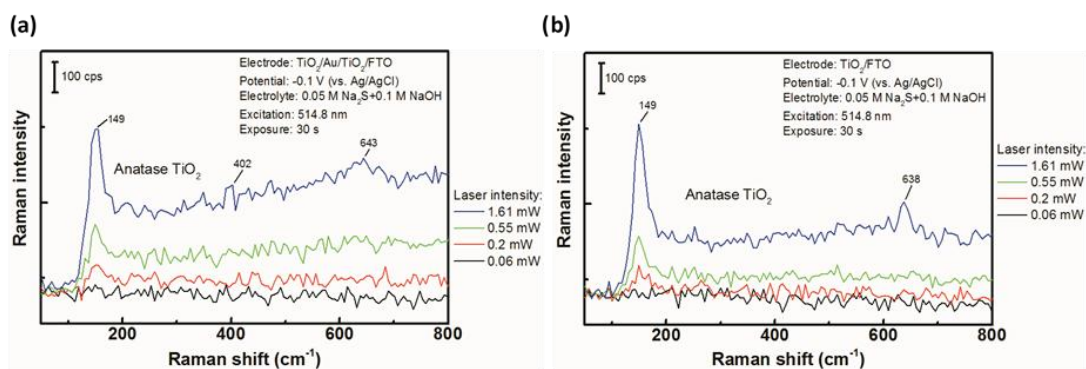 (a)
100 cps
Electrode: TiO₂/Au/TiO₂/FTO
Potential: -0.1 V (vs. Ag/AgCl)
Electrolyte: 0.05 M Na₂S+0.1 M NaOH
Excitation: 514.8 nm
Exposure: 30 s
149
Anatase TiO₂
402
643
Laser intensity:
1.61 mW
0.55 mW
0.2 mW
0.06 mW
Raman intensity
200
400
600
800
Raman shift (cm⁻¹)
(b)
100 cps
Electrode: TiO₂/FTO
Potential: -0.1 V (vs. Ag/AgCl)
Electrolyte: 0.05 M Na₂S+0.1 M NaOH
Excitation: 514.8 nm
Exposure: 30 s
149
Anatase TiO₂
638
Laser intensity:
1.61 mW
0.55 mW
0.2 mW
0.06 mW
Raman intensity
200
400
600
800
Raman shift (cm⁻¹)